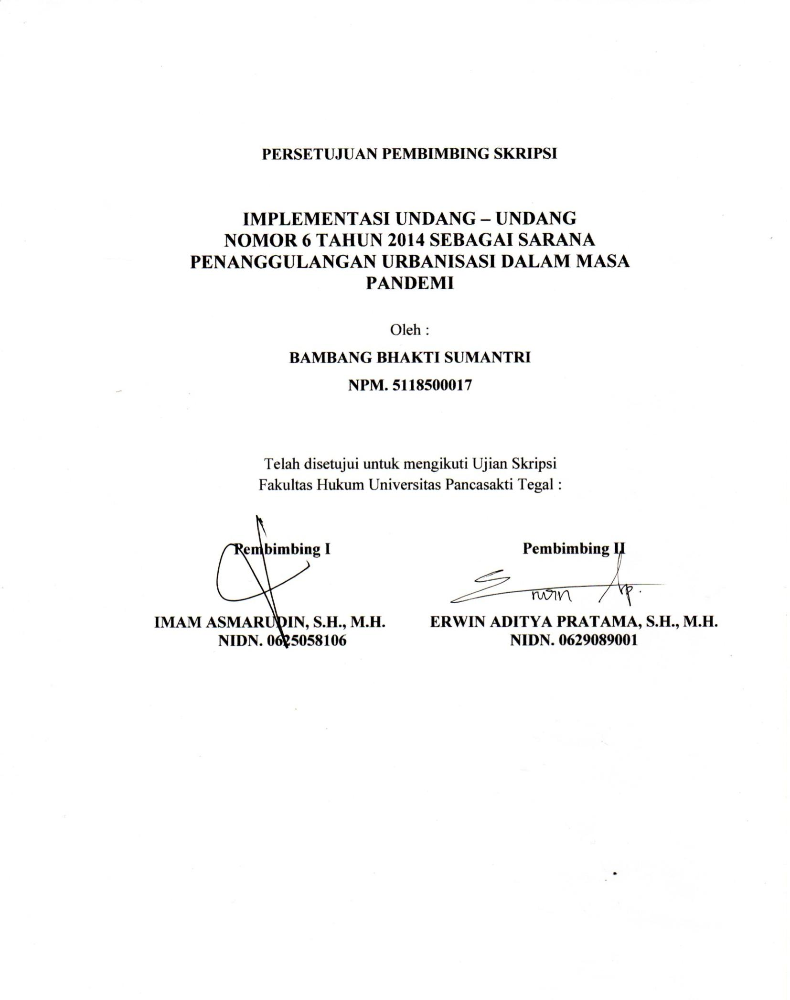 PERSETUJUAN PEMBIMBING SKRIPSI
IMPLEMENTASI UNDANG – UNDANG
NOMOR 6 TAHUN 2014 SEBAGAI SARANA
PENANGGULANGAN URBANISASI DALAM MASA
PANDEMI
Oleh :
BAMBANG BHAKTI SUMANTRI
NPM. 5118500017
Telah disetujui untuk mengikuti Ujian Skripsi
Fakultas Hukum Universitas Pancasakti Tegal :
Pembimbing I
Pembimbing II
Erwin Ap.
IMAM ASMARUDIN, S.H., M.H.
NIDN. 0625058106
ERWIN ADITYA PRATAMA, S.H., M.H.
NIDN. 0629089001